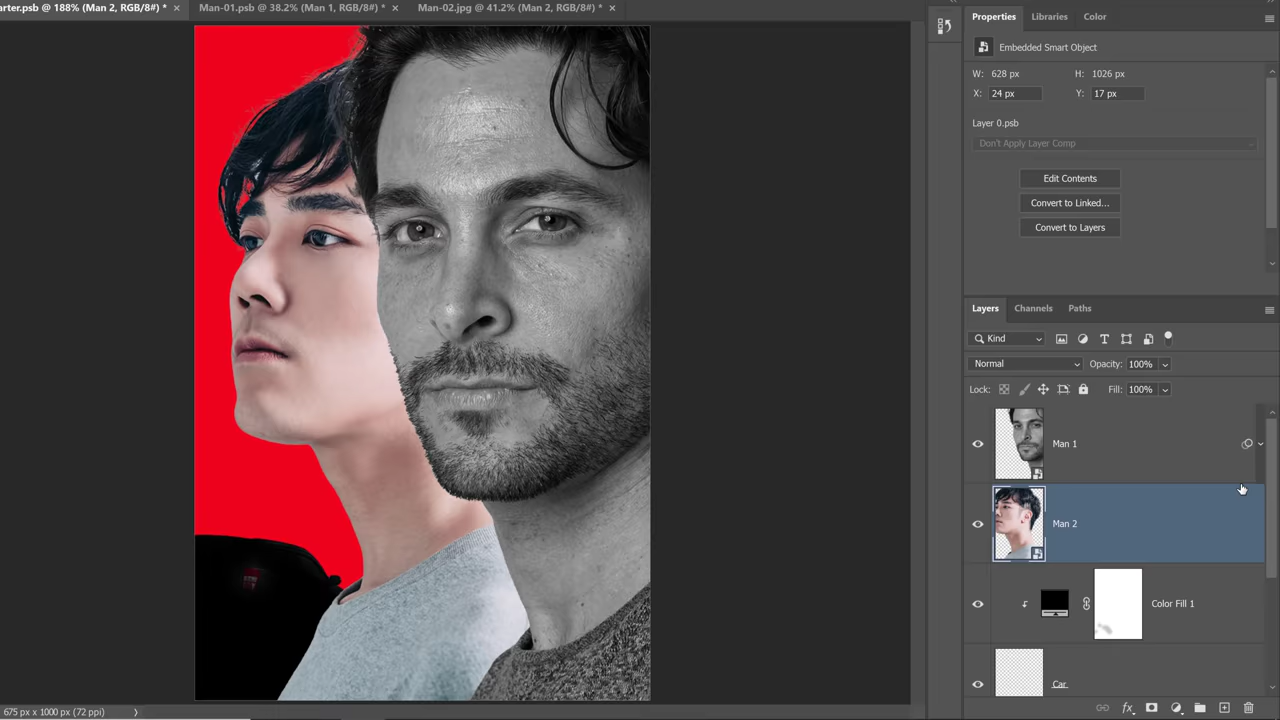 arter.psb @ 188% (Man 2, RGB/8#) * ×
Man-01.psb @ 38.2% (Man 1, RGB/8#) * ×
Man-02.jpg @ 41.2% (Man 2, RGB/8#) * ×
Properties Libraries Color
Embedded Smart Object
W: 628 px H: 1026 px
X: 24 px Y: 17 px
Layer 0.psb
Don't Apply Layer Comp
Edit Contents
Convert to Linked...
Convert to Layers
Layers Channels Paths
Kind
Normal Opacity: 100%
Lock: Fill: 100%
Man 1
Man 2
Color Fill 1
Car
fx
675 px x 1000 px (72 ppi)